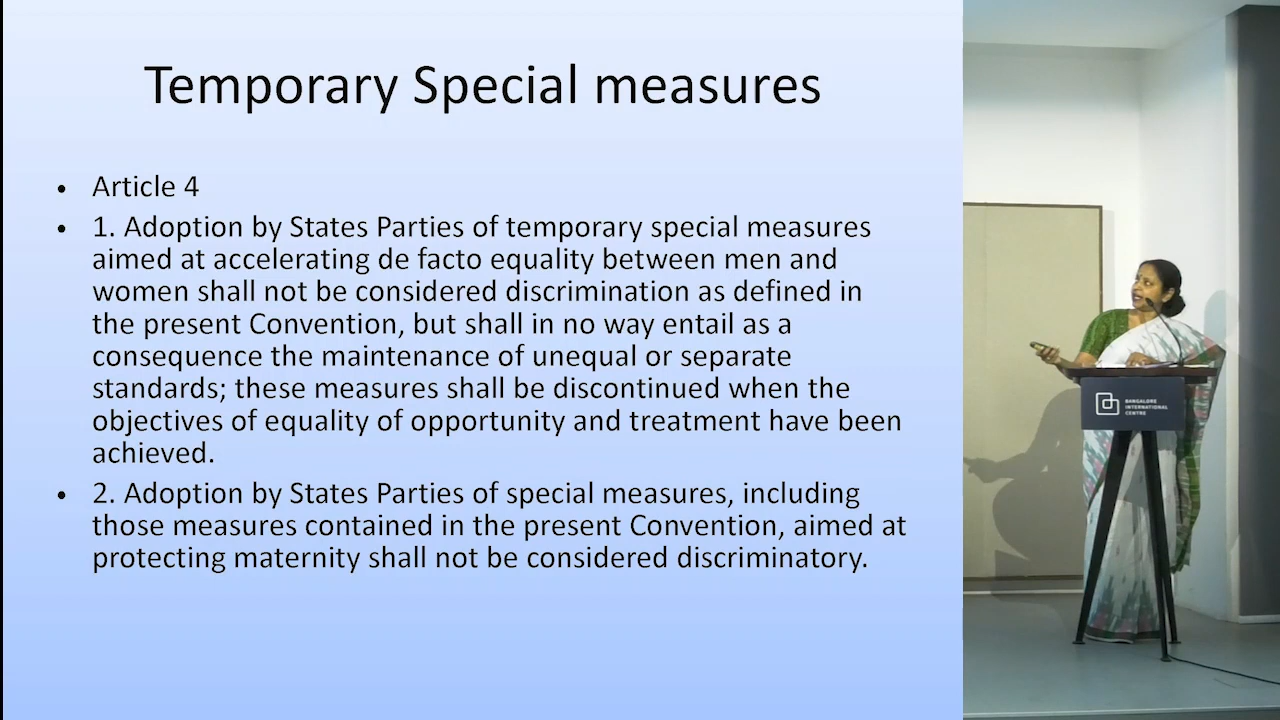 Temporary Special measures
• Article 4
• 1. Adoption by States Parties of temporary special measures
aimed at accelerating de facto equality between men and
women shall not be considered discrimination as defined in
the present Convention, but shall in no way entail as a
consequence the maintenance of unequal or separate
standards; these measures shall be discontinued when the
objectives of equality of opportunity and treatment have been
achieved.
• 2. Adoption by States Parties of special measures, including
those measures contained in the present Convention, aimed at
protecting maternity shall not be considered discriminatory.
BANGALORE
INTERNATIONAL
CENTRE